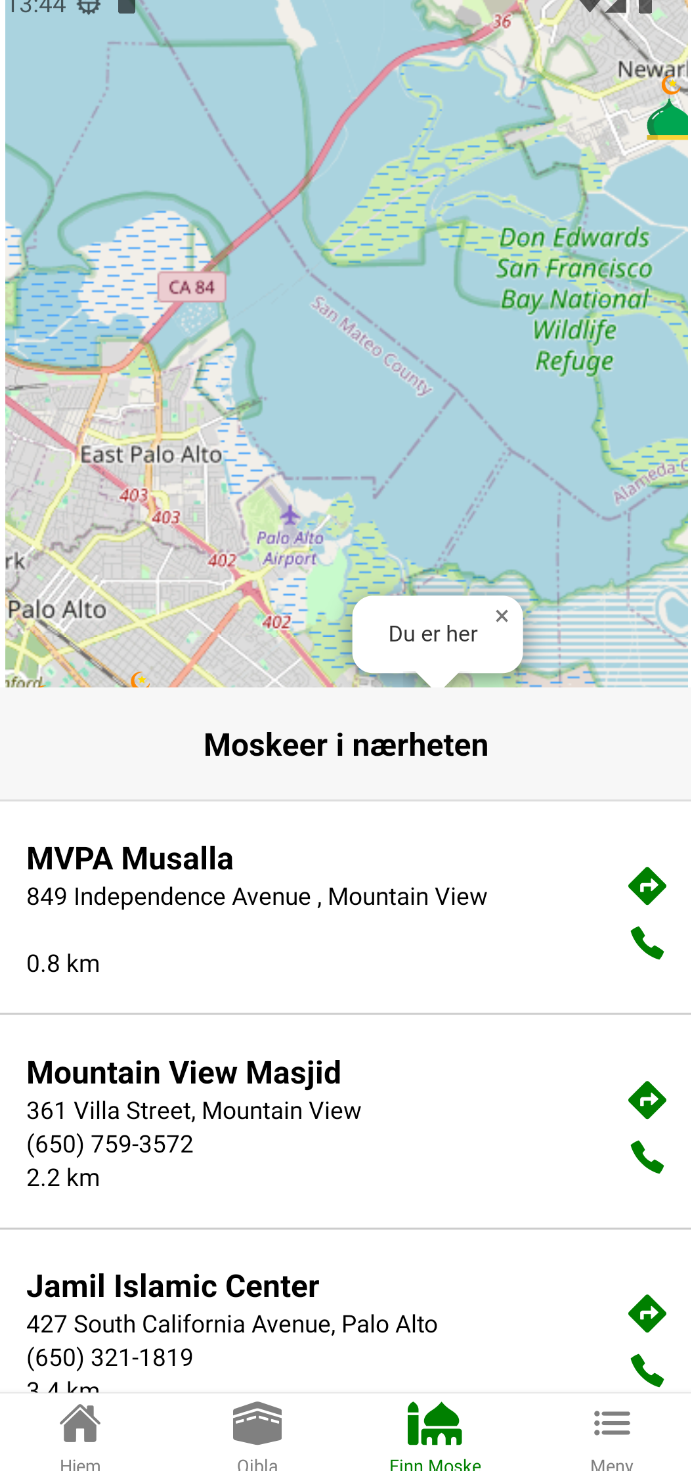 13:44
36
Newark
Don Edwards
San Francisco
Bay National
Wildlife
Refuge
CA 84
San Mateo County
East Palo Alto
Alameda C
403
403
Palo Alto
Airport
402
rk
Palo Alto
402
nford
Du er her
×
Moskeer i nærheten
MVPA Musalla
849 Independence Avenue , Mountain View
0.8 km
Mountain View Masjid
361 Villa Street, Mountain View
(650) 759-3572
2.2 km
Jamil Islamic Center
427 South California Avenue, Palo Alto
(650) 321-1819
3.4 km
Hjem
Qibla
Finn Moske
Meny